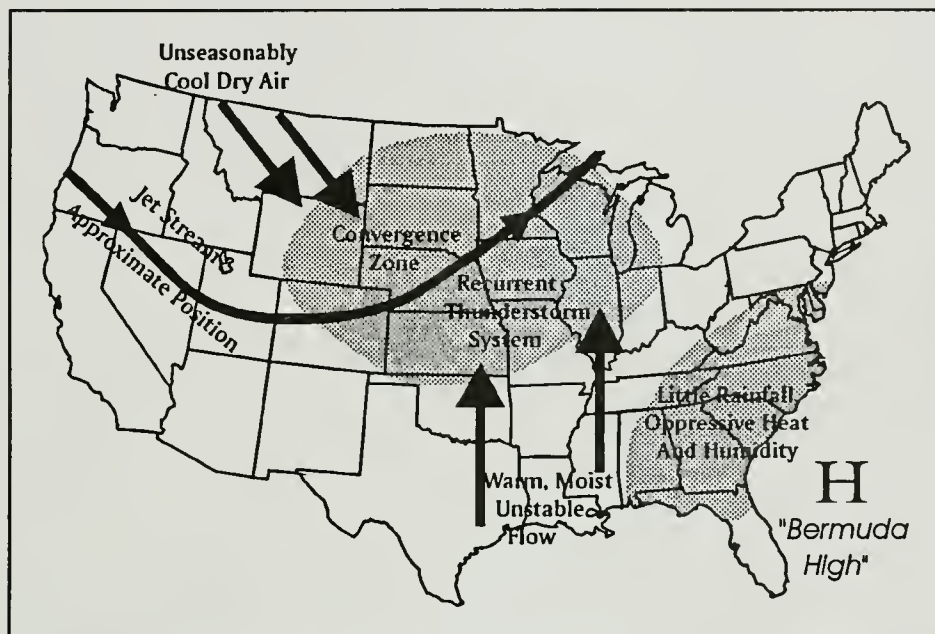 Unseasonably
Cool Dry Air
Jet Stream's
Approximate Position
Convergence
Zone
Recurrent
Thunderstorm
System
Little Rainfall,
Oppressive Heat
And Humidity
Warm, Moist
Unstable
Flow
H
"Bermuda
High"